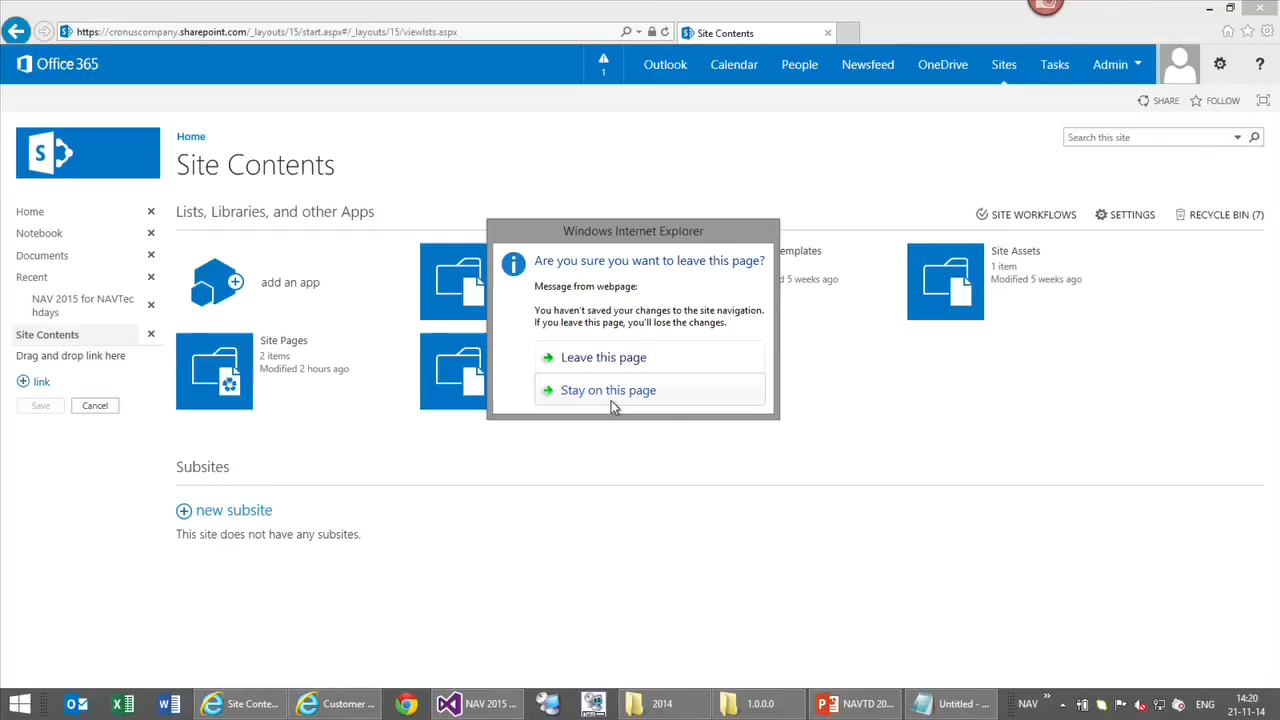 https://cronuscompany.sharepoint.com/_layouts/15/start.aspx#/_layouts/15/viewlsts.aspx
Site Contents
Office 365
1
Outlook
Calendar
People
Newsfeed
OneDrive
Sites
Tasks
Admin
?
SHARE
FOLLOW
S
Home
Search this site
Site Contents
Home
Notebook
Documents
Recent
NAV 2015 for NAVTec
hdays
Site Contents
Drag and drop link here
link
Save
Cancel
Lists, Libraries, and other Apps
SITE WORKFLOWS
SETTINGS
RECYCLE BIN (7)
add an app
emplates
d 5 weeks ago
Site Assets
1 item
Modified 5 weeks ago
Site Pages
2 items
Modified 2 hours ago
Windows Internet Explorer
Are you sure you want to leave this page?
Message from webpage:
You haven't saved your changes to the site navigation.
If you leave this page, you'll lose the changes.
Leave this page
Stay on this page
Subsites
new subsite
This site does not have any subsites.
Site Conte...
Customer ...
NAV 2015 ...
2014
1.0.0.0
NAVTD 20...
Untitled - ...
NAV
ENG
14:20
21-11-14